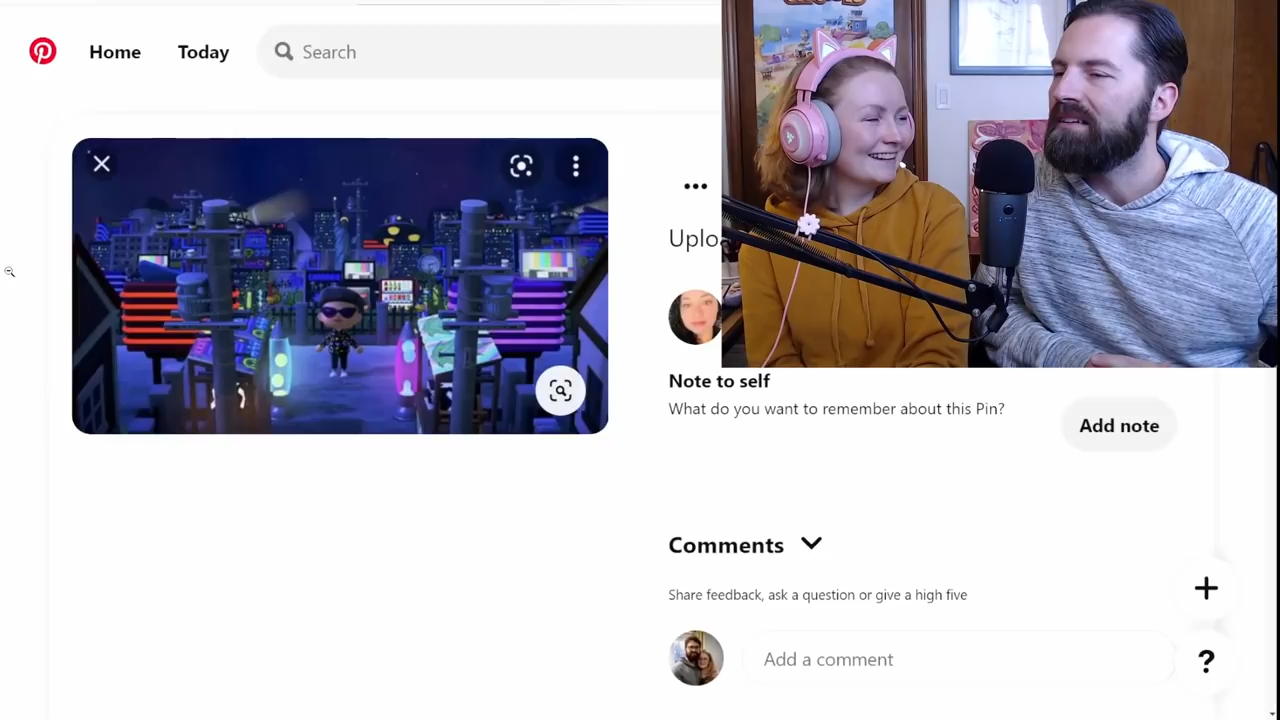 Home
Today
Search
Uplo
Note to self
What do you want to remember about this Pin?
Add note
Comments
Share feedback, ask a question or give a high five
Add a comment